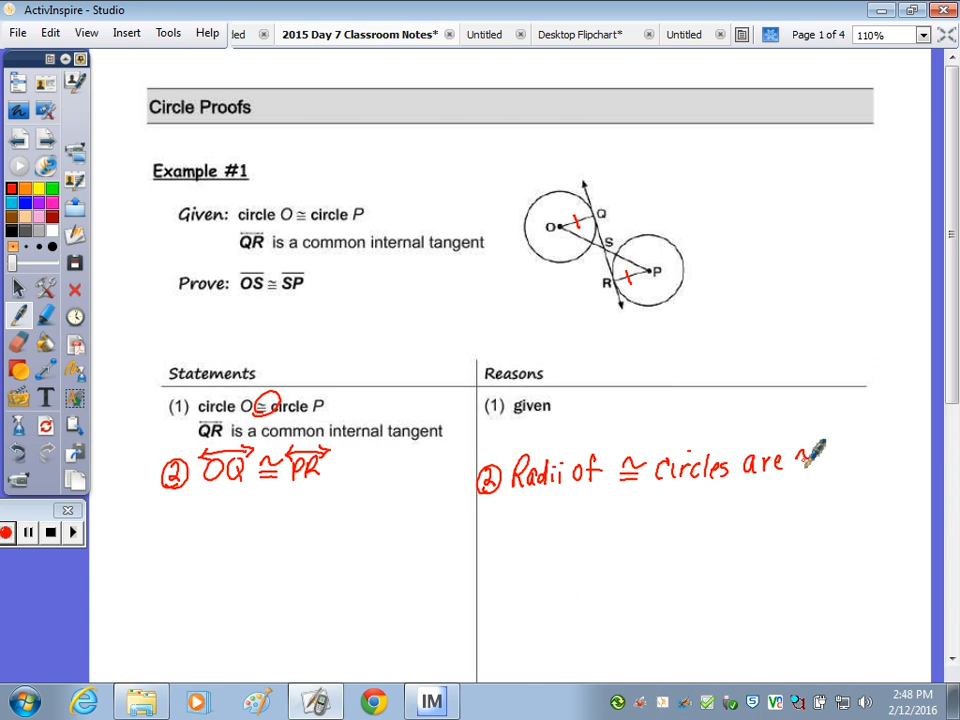 ActivInspire - Studio
File Edit View Insert Tools Help
led 2015 Day 7 Classroom Notes* Untitled Desktop Flipchart* Untitled Page 1 of 4 110%
Circle Proofs
Example #1
Given: circle O ≅ circle P
QR is a common internal tangent
Prove: OS ≅ SP
Q
O
S
P
R
Statements Reasons
(1) circle O ≅ circle P (1) given
QR is a common internal tangent
② OQ ≅ PR ② Radii of ≅ circles are ~
T
IM
2:48 PM
2/12/2016